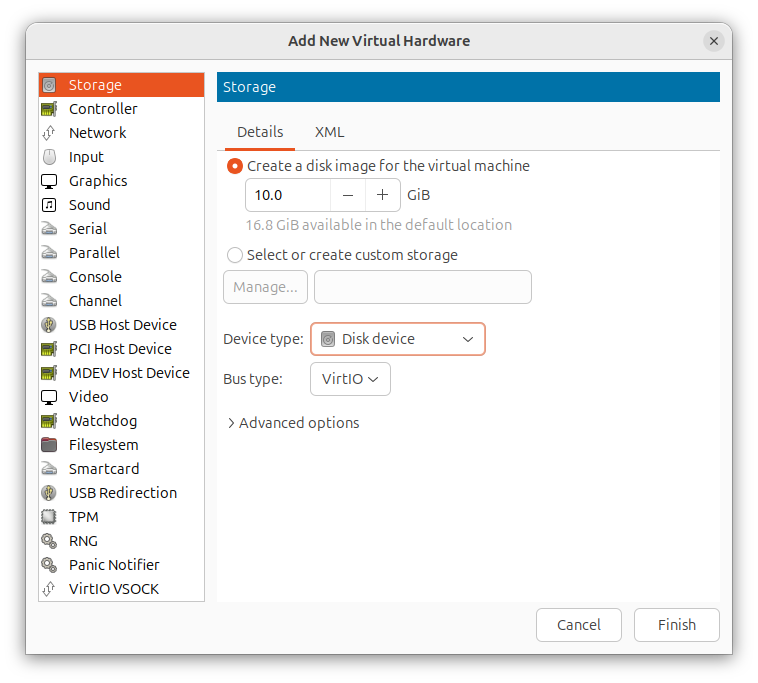 Add New Virtual Hardware
Storage
Controller
Network
Input
Graphics
Sound
Serial
Parallel
Console
Channel
USB Host Device
PCI Host Device
MDEV Host Device
Video
Watchdog
Filesystem
Smartcard
USB Redirection
TPM
RNG
Panic Notifier
VirtIO VSOCK
Storage
Details XML
Create a disk image for the virtual machine
10.0 − + GiB
16.8 GiB available in the default location
Select or create custom storage
Manage...
Device type: Disk device
Bus type: VirtIO
Advanced options
Cancel Finish